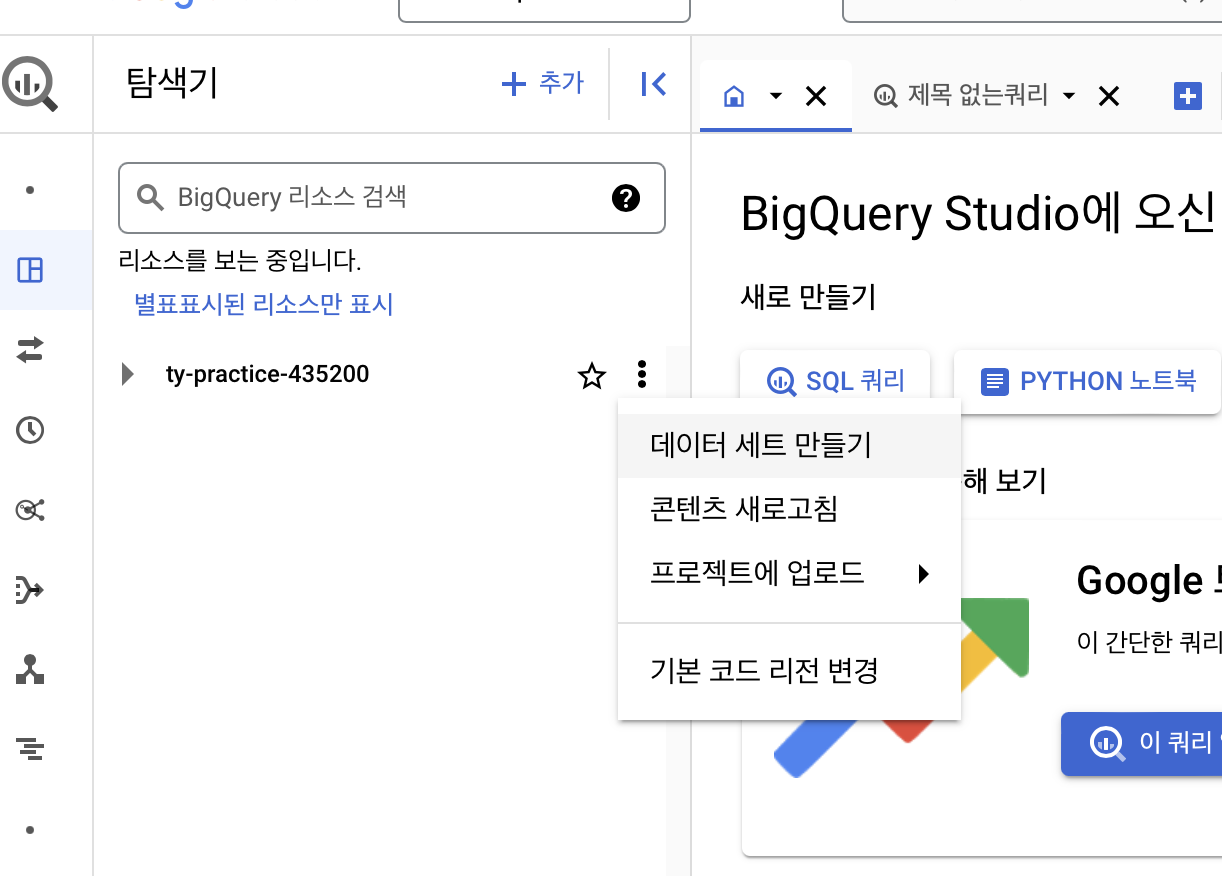 탐색기
추가
제목 없는쿼리
BigQuery 리소스 검색
리소스를 보는 중입니다.
별표표시된 리소스만 표시
ty-practice-435200
데이터 세트 만들기
콘텐츠 새로고침
프로젝트에 업로드
기본 코드 리전 변경
BigQuery Studio에 오신
새로 만들기
SQL 쿼리
PYTHON 노트북
해 보기
Google
이 간단한 쿼리
이 쿼리